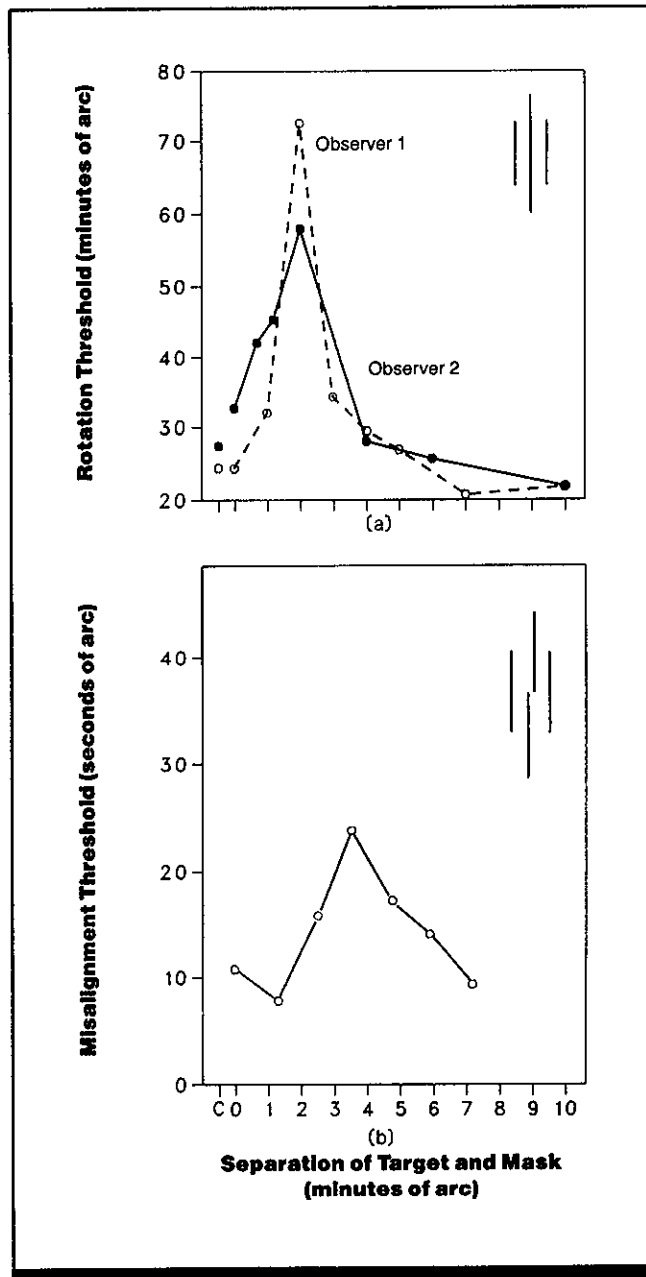 Rotation Threshold (minutes of arc)
80
70
60
50
40
30
20
Observer 1
Observer 2
(a)
Misalignment Threshold (seconds of arc)
40
30
20
10
0
C 0 1 2 3 4 5 6 7 8 9 10
(b)
Separation of Target and Mask
(minutes of arc)